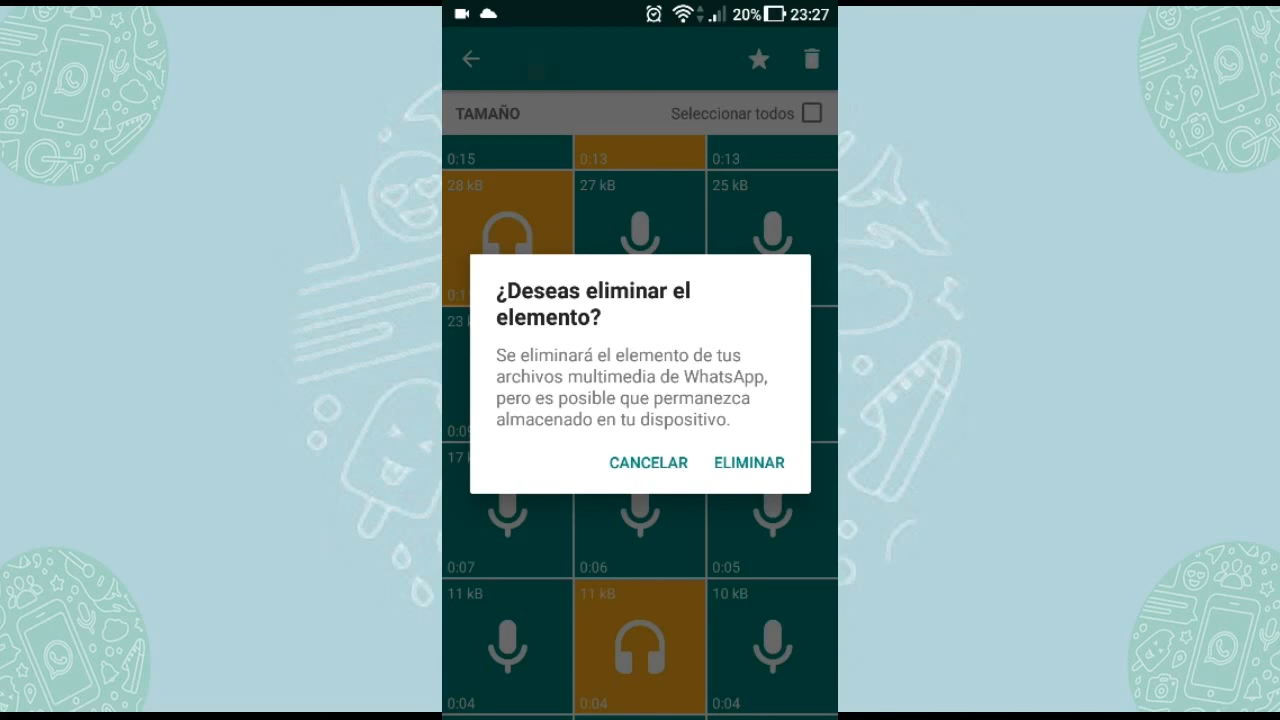 20% 23:27
TAMAÑO Seleccionar todos
0:15 0:13 0:13
28 kB 27 kB 25 kB
¿Deseas eliminar el
elemento?
Se eliminará el elemento de tus
archivos multimedia de WhatsApp,
pero es posible que permanezca
almacenado en tu dispositivo.
CANCELAR ELIMINAR
0:07 0:06 0:05
11 kB 11 kB 10 kB
0:04 0:04 0:04